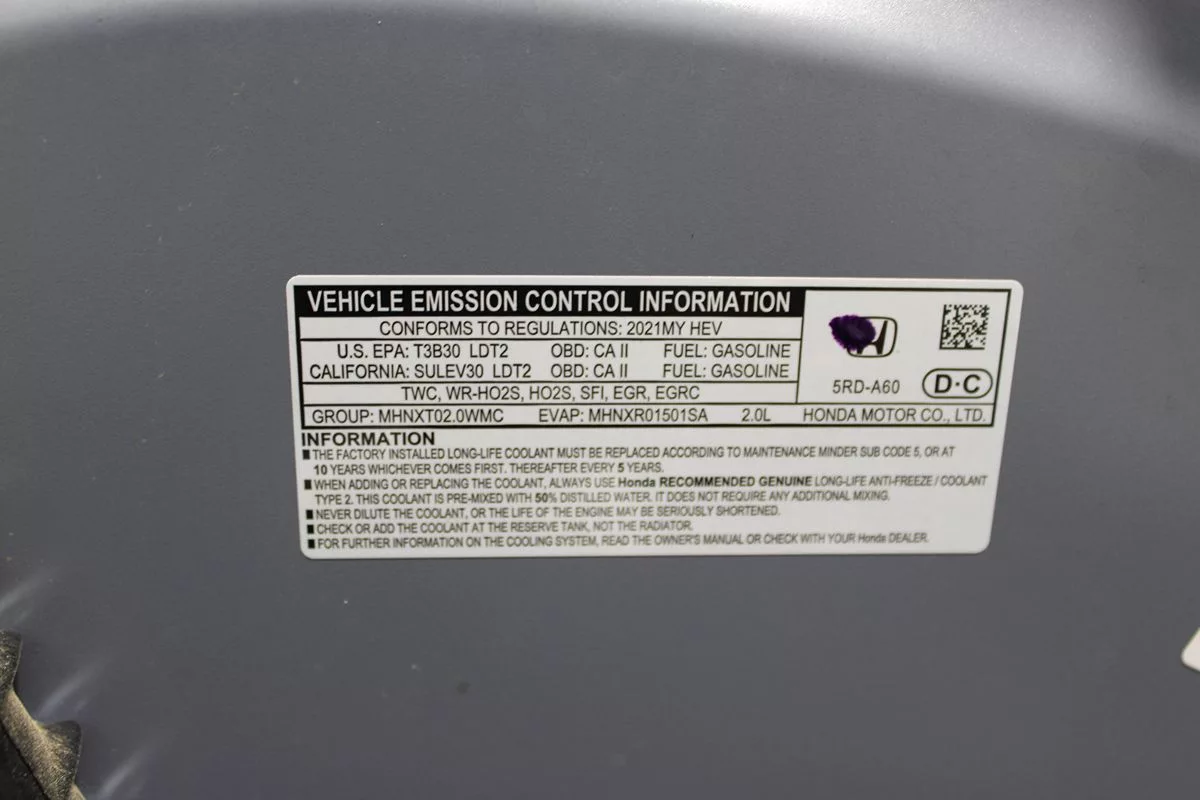 VEHICLE EMISSION CONTROL INFORMATION
CONFORMS TO REGULATIONS: 2021MY HEV
U.S. EPA: T3B30 LDT2 OBD: CA II FUEL: GASOLINE
CALIFORNIA: SULEV30 LDT2 OBD: CA II FUEL: GASOLINE
TWC, WR-HO2S, HO2S, SFI, EGR, EGRC
5RD-A60 D·C
GROUP: MHNXT02.0WMC EVAP: MHNXR01501SA 2.0L HONDA MOTOR CO., LTD.
INFORMATION
■ THE FACTORY INSTALLED LONG-LIFE COOLANT MUST BE REPLACED ACCORDING TO MAINTENANCE MINDER SUB CODE 5, OR AT
10 YEARS WHICHEVER COMES FIRST. THEREAFTER EVERY 5 YEARS.
■ WHEN ADDING OR REPLACING THE COOLANT, ALWAYS USE Honda RECOMMENDED GENUINE LONG-LIFE ANTI-FREEZE / COOLANT
TYPE 2. THIS COOLANT IS PRE-MIXED WITH 50% DISTILLED WATER. IT DOES NOT REQUIRE ANY ADDITIONAL MIXING.
■ NEVER DILUTE THE COOLANT, OR THE LIFE OF THE ENGINE MAY BE SERIOUSLY SHORTENED.
■ CHECK OR ADD THE COOLANT AT THE RESERVE TANK, NOT THE RADIATOR.
■ FOR FURTHER INFORMATION ON THE COOLING SYSTEM, READ THE OWNER'S MANUAL OR CHECK WITH YOUR Honda DEALER.